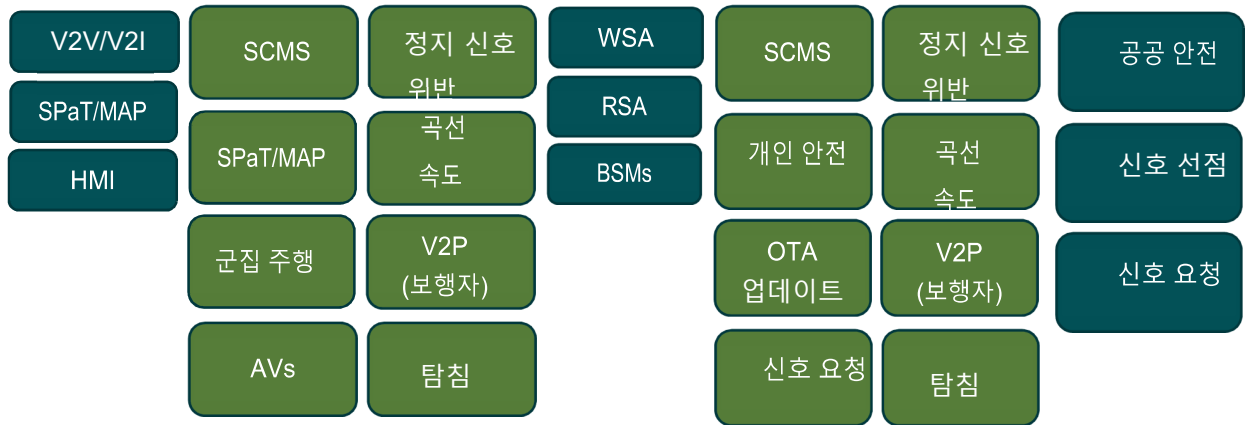 V2V/V2I
SPaT/MAP
HMI
SCMS
정지 신호
위반
SPaT/MAP
곡선
속도
군집 주행
V2P
(보행자)
AVs
탐침
WSA
RSA
BSMs
SCMS
정지 신호
위반
개인 안전
곡선
속도
OTA
업데이트
V2P
(보행자)
신호 요청
탐침
공공 안전
신호 선점
신호 요청